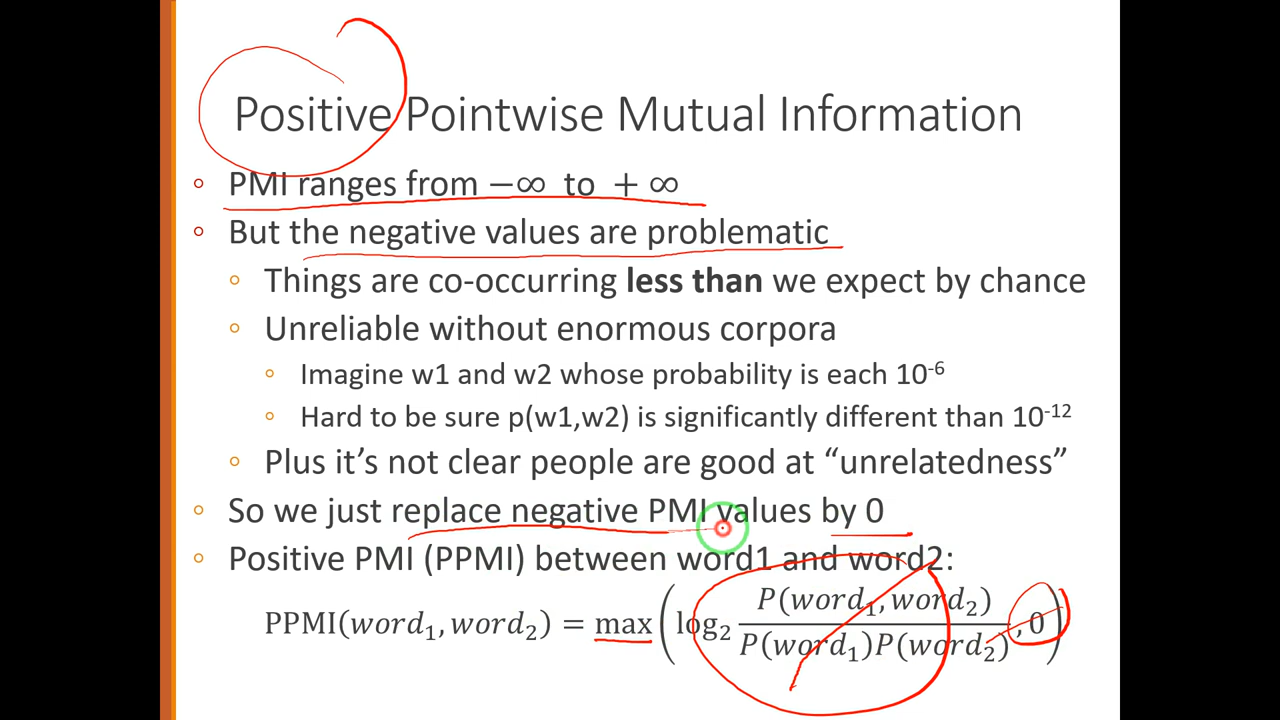 Positive Pointwise Mutual Information
◦ PMI ranges from −∞ to + ∞
◦ But the negative values are problematic
◦ Things are co-occurring less than we expect by chance
◦ Unreliable without enormous corpora
◦ Imagine w1 and w2 whose probability is each 10⁻⁶
◦ Hard to be sure p(w1,w2) is significantly different than 10⁻¹²
◦ Plus it’s not clear people are good at “unrelatedness”
◦ So we just replace negative PMI values by 0
◦ Positive PMI (PPMI) between word1 and word2:
PPMI(word₁, word₂) = max(log₂ P(word₁, word₂) / P(word₁)P(word₂), 0)